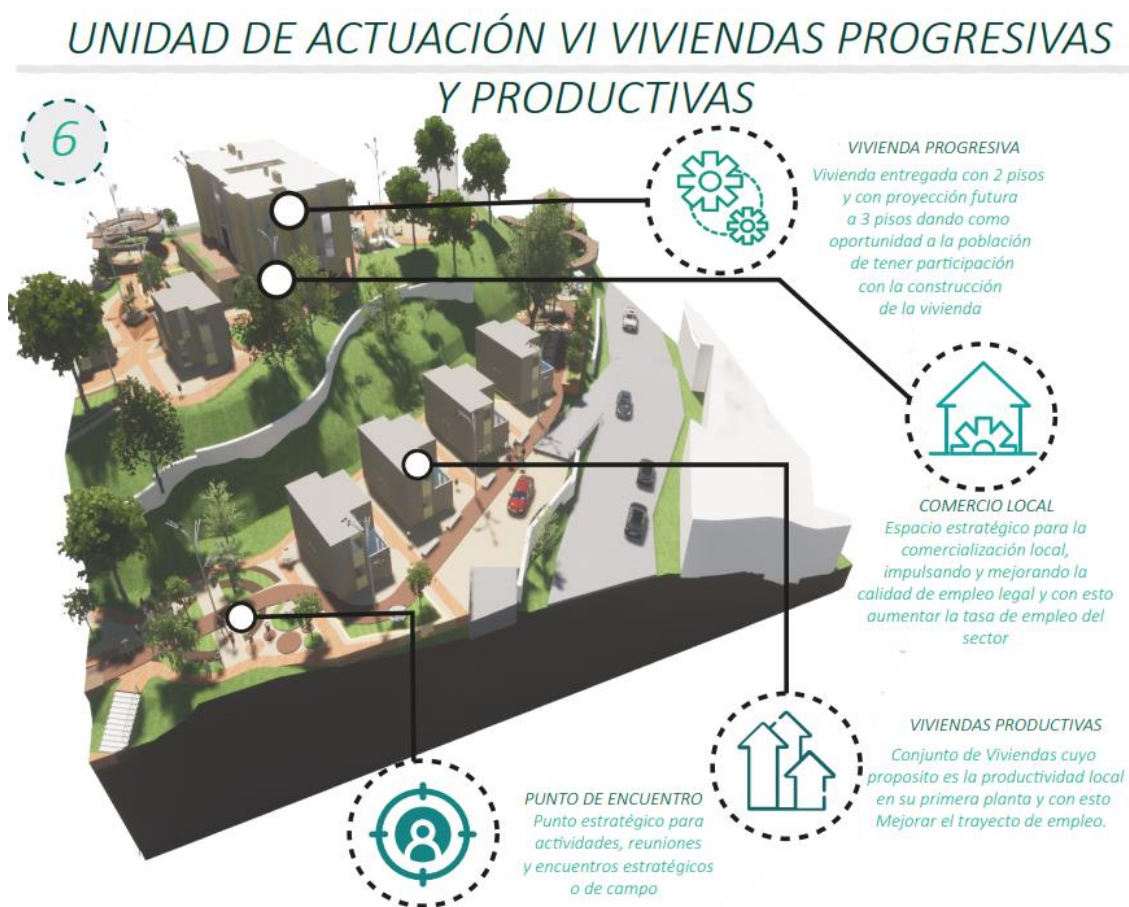 UNIDAD DE ACTUACIÓN VI VIVIENDAS PROGRESIVAS
Y PRODUCTIVAS
6
VIVIENDA PROGRESIVA
Vivienda entregada con 2 pisos
y con proyección futura
a 3 pisos dando como
oportunidad a la población
de tener participación
con la construcción
de la vivienda
COMERCIO LOCAL
Espacio estratégico para la
comercialización local,
impulsando y mejorando la
calidad de empleo legal y con esto
aumentar la tasa de empleo del
sector
VIVIENDAS PRODUCTIVAS
Conjunto de Viviendas cuyo
proposito es la productividad local
en su primera planta y con esto
Mejorar el trayecto de empleo.
PUNTO DE ENCUENTRO
Punto estratégico para
actividades, reuniones
y encuentros estratégicos
o de campo